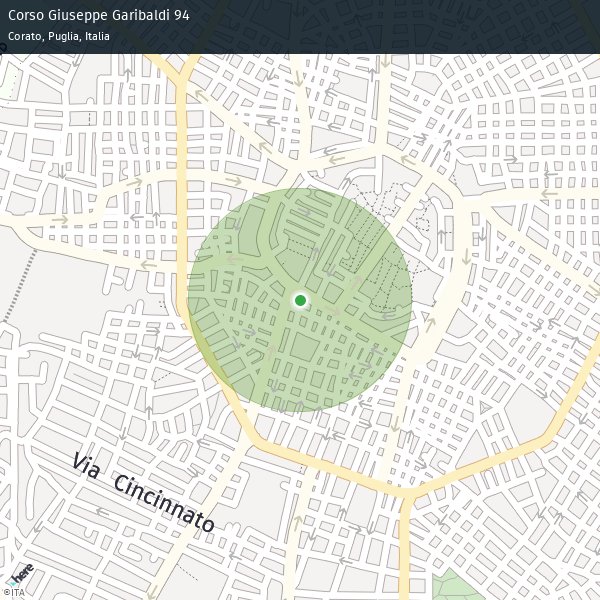 Corso Giuseppe Garibaldi 94
Corato, Puglia, Italia
Via Cincinnato
here
©ITA